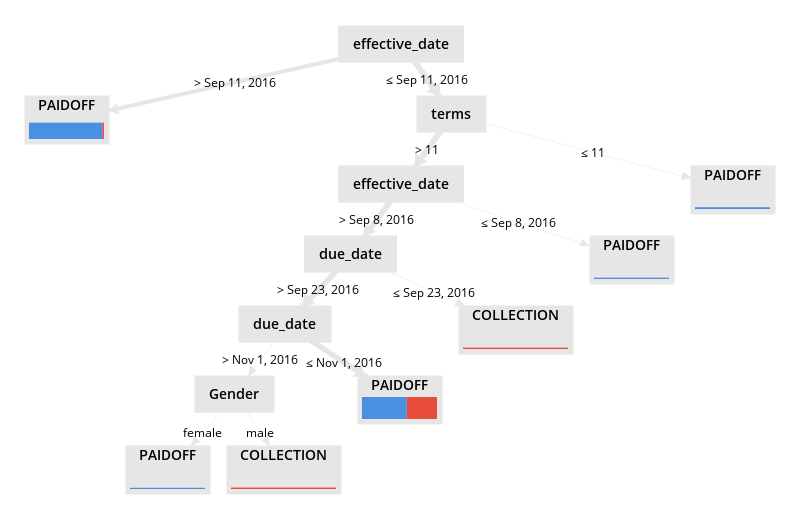 effective_date
> Sep 11, 2016
≤ Sep 11, 2016
PAIDOFF
terms
> 11
≤ 11
effective_date
PAIDOFF
> Sep 8, 2016
≤ Sep 8, 2016
due_date
PAIDOFF
> Sep 23, 2016
≤ Sep 23, 2016
due_date
COLLECTION
> Nov 1, 2016
≤ Nov 1, 2016
Gender
PAIDOFF
female
male
PAIDOFF
COLLECTION